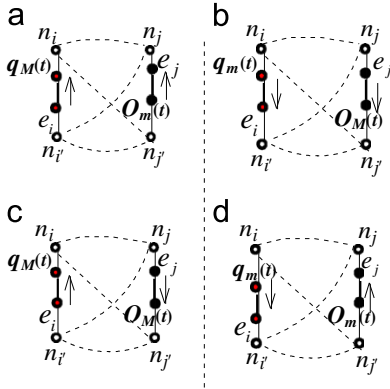 a
n_i n_j
q_M(t) e_j
e_i O_m(t)
n_i' n_j'
b
n_i n_j
q_m(t) e_j
e_i O_M(t)
n_i' n_j'
c
n_i n_j
q_M(t) e_j
e_i O_M(t)
n_i' n_j'
d
n_i n_j
q_m(t) e_j
e_i O_m(t)
n_i' n_j'